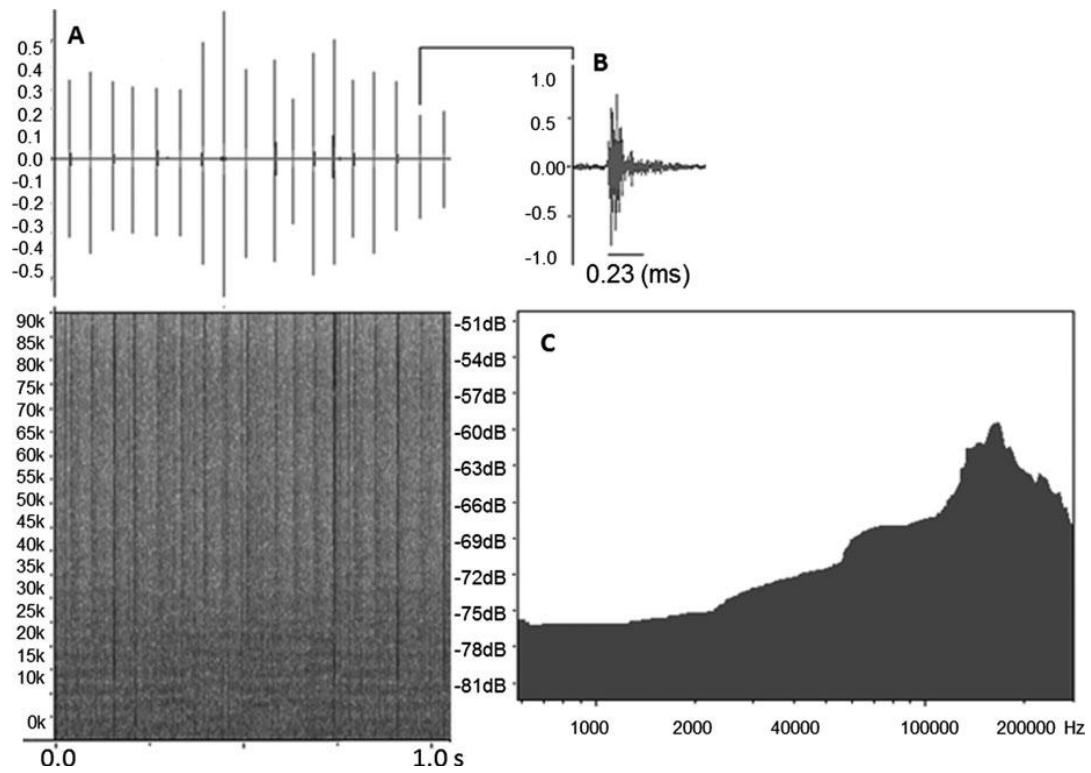 A
0.5
0.4
0.3
0.2
0.1
0.0
-0.1
-0.2
-0.3
-0.4
-0.5
B
1.0
0.5
0.00
-0.5
-1.0
0.23 (ms)
90k
85k
80k
75k
70k
65k
60k
55k
50k
45k
40k
35k
30k
25k
20k
15k
10k
0k
0.0 1.0 s
-51dB
-54dB
-57dB
-60dB
-63dB
-66dB
-69dB
-72dB
-75dB
-78dB
-81dB
C
1000 2000 40000 100000 200000 Hz